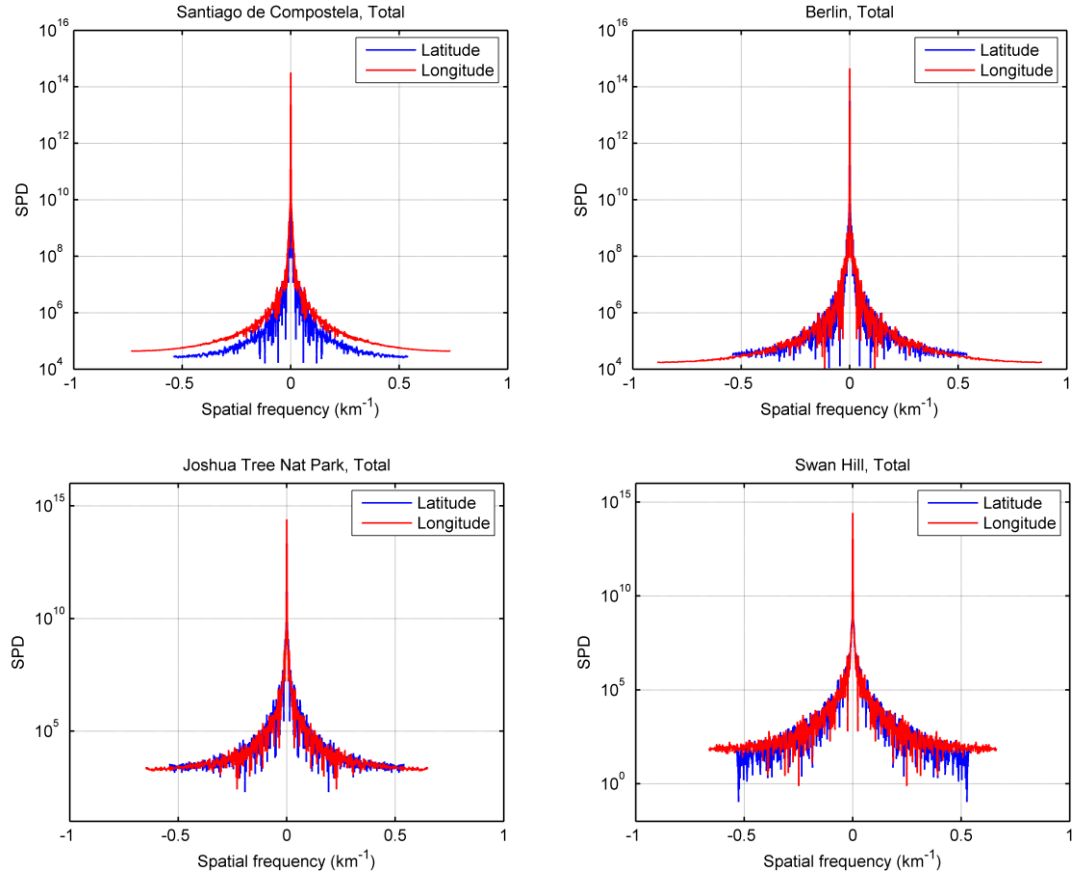 Santiago de Compostela, Total
10^16
10^14
10^12
10^10
10^8
10^6
10^4
SPD
Latitude
Longitude
-1 -0.5 0 0.5 1
Spatial frequency (km^-1)
Berlin, Total
10^16
10^14
10^12
10^10
10^8
10^6
10^4
SPD
Latitude
Longitude
-1 -0.5 0 0.5 1
Spatial frequency (km^-1)
Joshua Tree Nat Park, Total
10^15
10^10
10^5
SPD
Latitude
Longitude
-1 -0.5 0 0.5 1
Spatial frequency (km^-1)
Swan Hill, Total
10^15
10^10
10^5
10^0
SPD
Latitude
Longitude
-1 -0.5 0 0.5 1
Spatial frequency (km^-1)